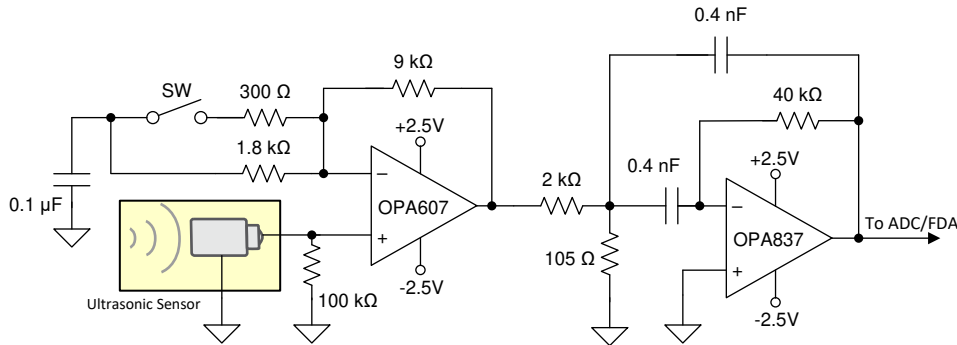 0.4 nF
9 kΩ
SW
300 Ω
40 kΩ
+2.5V
1.8 kΩ
0.4 nF
+2.5V
0.1 µF
−
OPA607
+
2 kΩ
−
OPA837
+
To ADC/FDA
105 Ω
-2.5V
100 kΩ
-2.5V
Ultrasonic Sensor